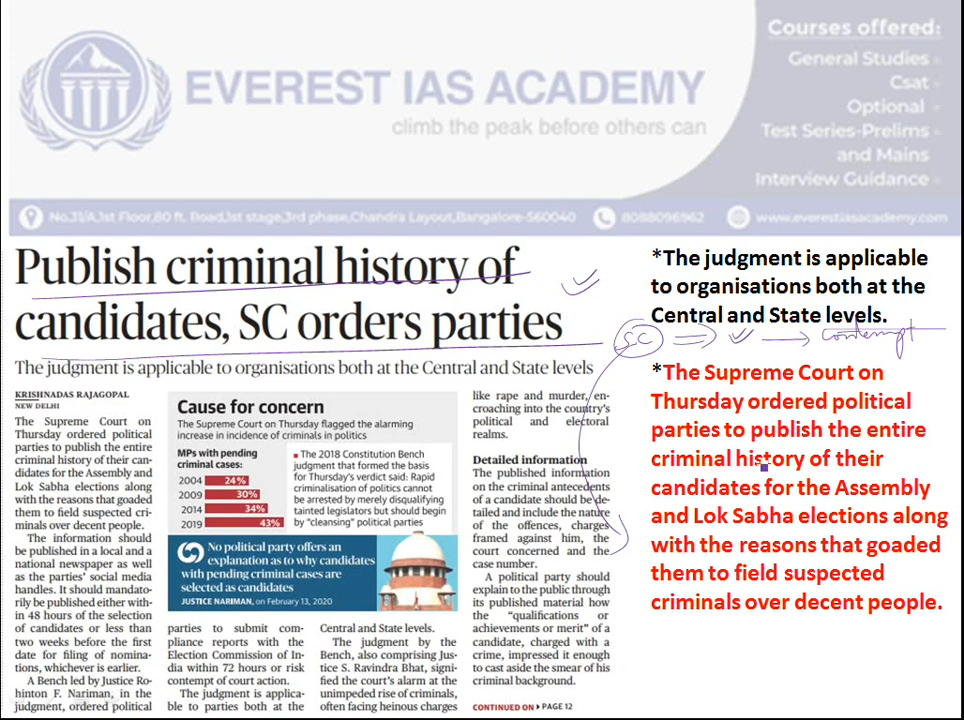 Courses offered:
General Studies
Csat
Optional
Test Series-Prelims
and Mains
Interview Guidance
EVEREST IAS ACADEMY
climb the peak before others can
No.31/A,1st Floor,80 ft. Road,1st stage,3rd phase,Chandra Layout,Bangalore-560040
8088096962
www.everestiasacademy.com
Publish criminal history of
candidates, SC orders parties
The judgment is applicable to organisations both at the Central and State levels
KRISHNADAS RAJAGOPAL
NEW DELHI
The Supreme Court on
Thursday ordered political
parties to publish the entire
criminal history of their can-
didates for the Assembly and
Lok Sabha elections along
with the reasons that goaded
them to field suspected cri-
minals over decent people.
The information should
be published in a local and a
national newspaper as well
as the parties' social media
handles. It should mandato-
rily be published either with-
in 48 hours of the selection
of candidates or less than
two weeks before the first
date for filing of nomina-
tions, whichever is earlier.
A Bench led by Justice Ro-
hinton F. Nariman, in the
judgment, ordered political
Cause for concern
The Supreme Court on Thursday flagged the alarming
increase in incidence of criminals in politics
MPs with pending
criminal cases:
2004 24%
2009 30%
2014 34%
2019 43%
The 2018 Constitution Bench
judgment that formed the basis
for Thursday's verdict said: Rapid
criminalisation of politics cannot
be arrested by merely disqualifying
tainted legislators but should begin
by "cleansing" political parties
No political party offers an
explanation as to why candidates
with pending criminal cases are
selected as candidates
JUSTICE NARIMAN, on February 13, 2020
parties to submit com-
pliance reports with the
Election Commission of In-
dia within 72 hours or risk
contempt of court action.
The judgment is applica-
ble to parties both at the
Central and State levels.
The judgment by the
Bench, also comprising Jus-
tice S. Ravindra Bhat, signi-
fied the court's alarm at the
unimpeded rise of criminals,
often facing heinous charges
like rape and murder, en-
croaching into the country's
political and electoral
realms.
Detailed information
The published information
on the criminal antecedents
of a candidate should be de-
tailed and include the nature
of the offences, charges
framed against him, the
court concerned and the
case number.
A political party should
explain to the public through
its published material how
the "qualifications or
achievements or merit" of a
candidate, charged with a
crime, impressed it enough
to cast aside the smear of his
criminal background.
CONTINUED ON PAGE 12
*The judgment is applicable
to organisations both at the
Central and State levels.
SC contempt
*The Supreme Court on
Thursday ordered political
parties to publish the entire
criminal history of their
candidates for the Assembly
and Lok Sabha elections along
with the reasons that goaded
them to field suspected
criminals over decent people.